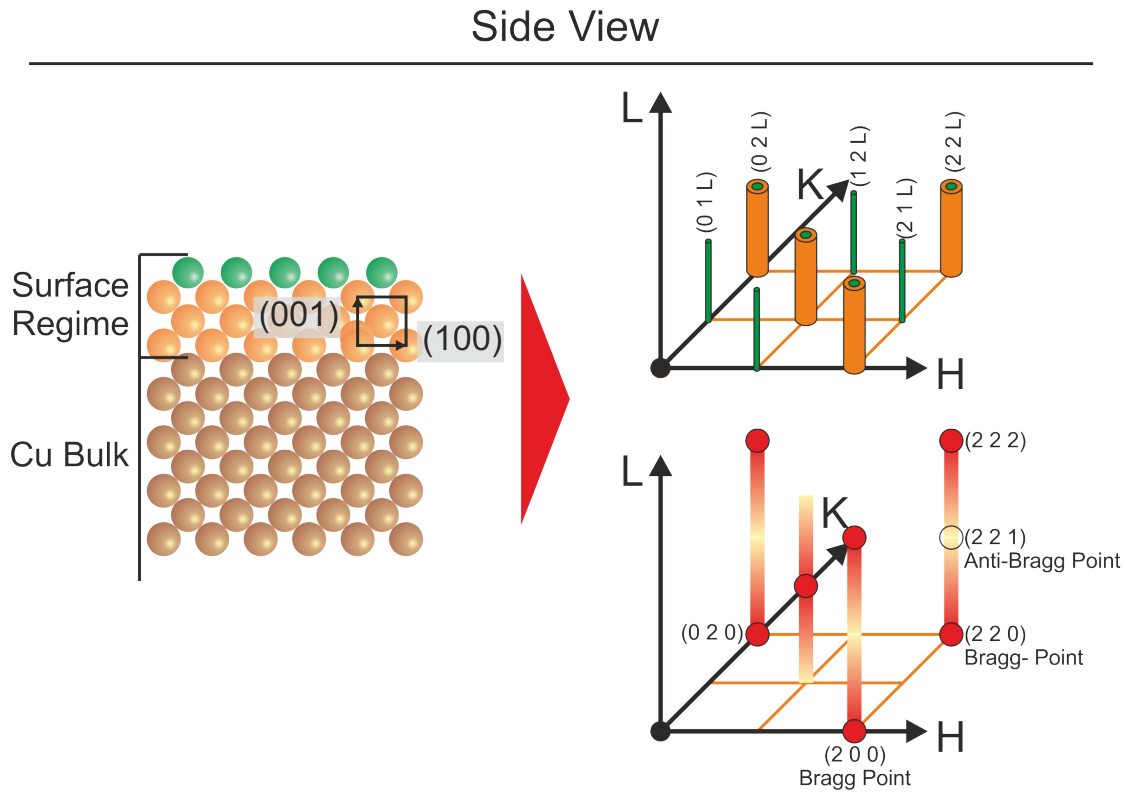 Side View
Surface
Regime
(001)
(100)
Cu Bulk
L
(0 1 L)
(0 2 L)
K
(1 2 L)
(2 1 L)
(2 2 L)
H
L
K
(2 2 2)
(2 2 1)
Anti-Bragg Point
(0 2 0)
(2 2 0)
Bragg- Point
H
(2 0 0)
Bragg Point